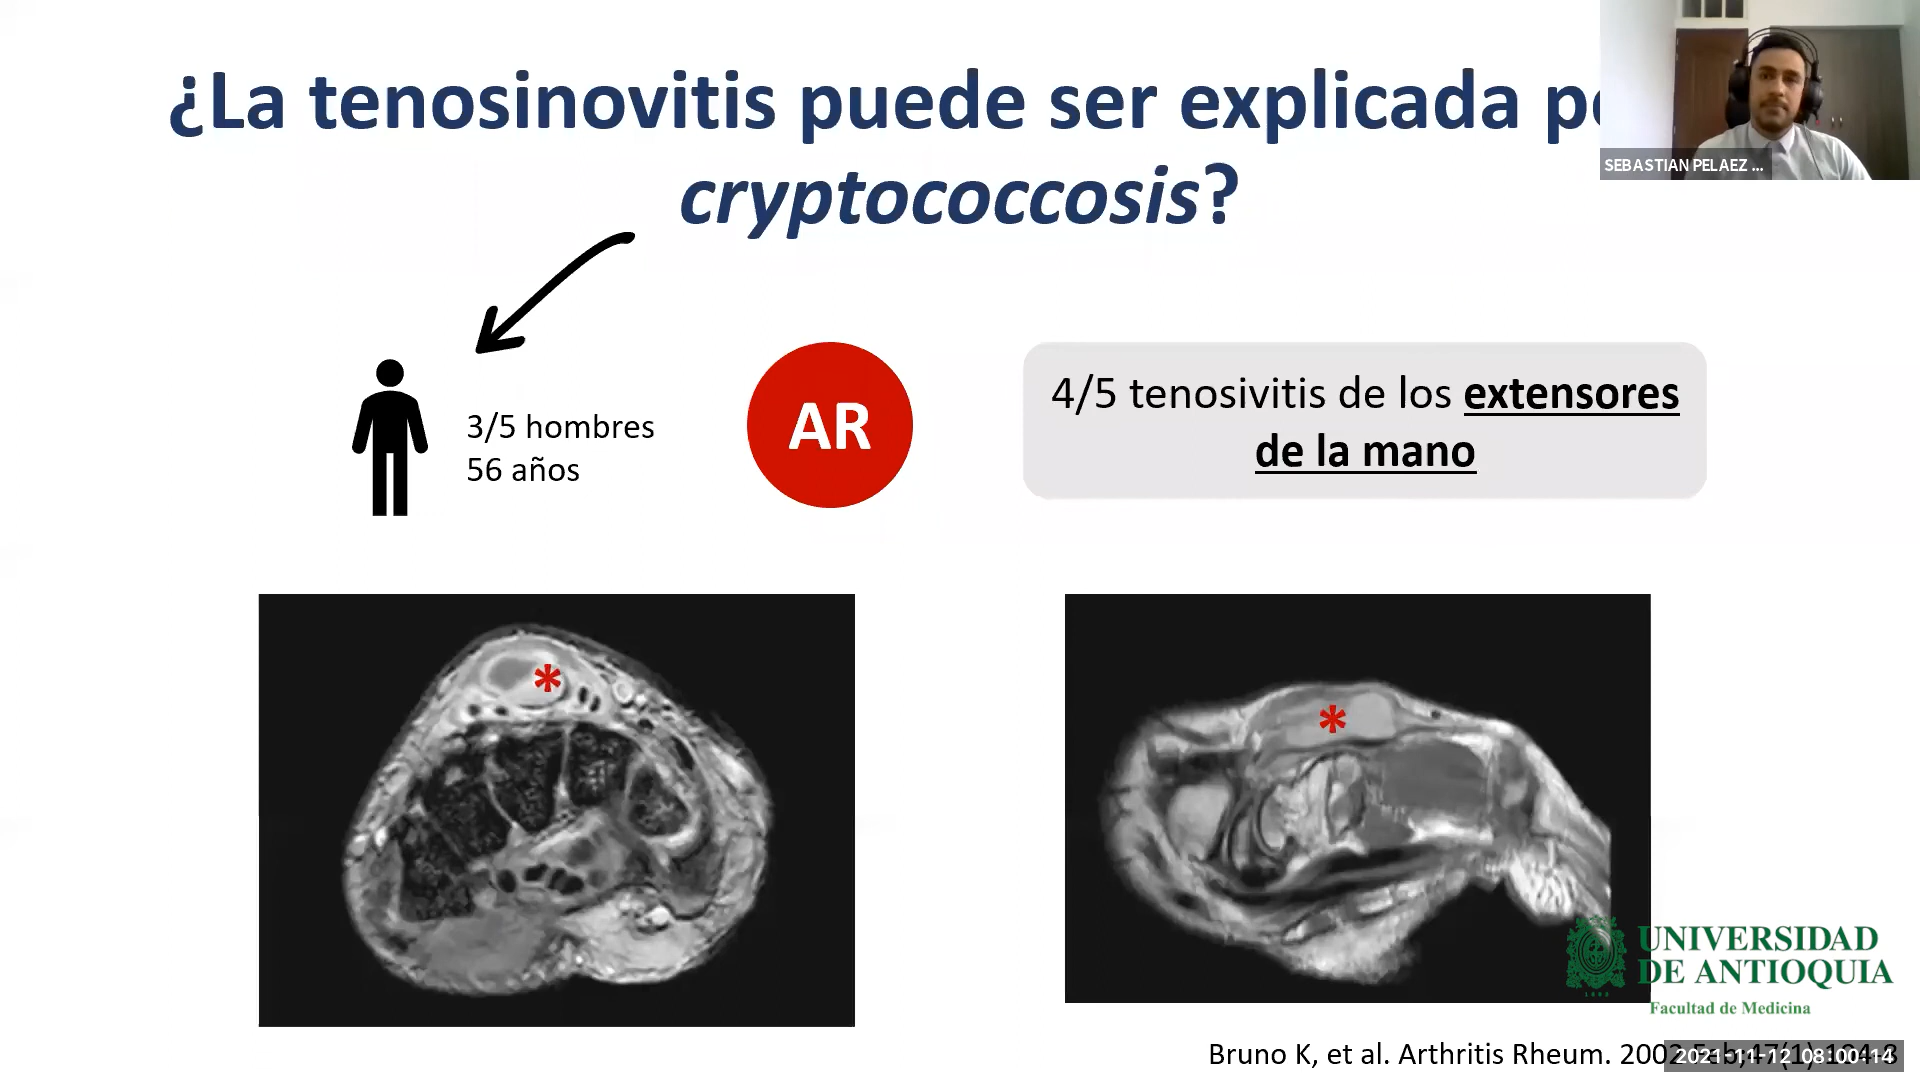 ¿La tenosinovitis puede ser explicada
cryptococcosis?
SEBASTIAN PELAEZ ...
3/5 hombres
56 años
AR
4/5 tenosivitis de los extensores
de la mano
*
*
UNIVERSIDAD
DE ANTIOQUIA
1803
Facultad de Medicina
Bruno K, et al. Arthritis Rheum. 2002
2021-11-12 08:00:14